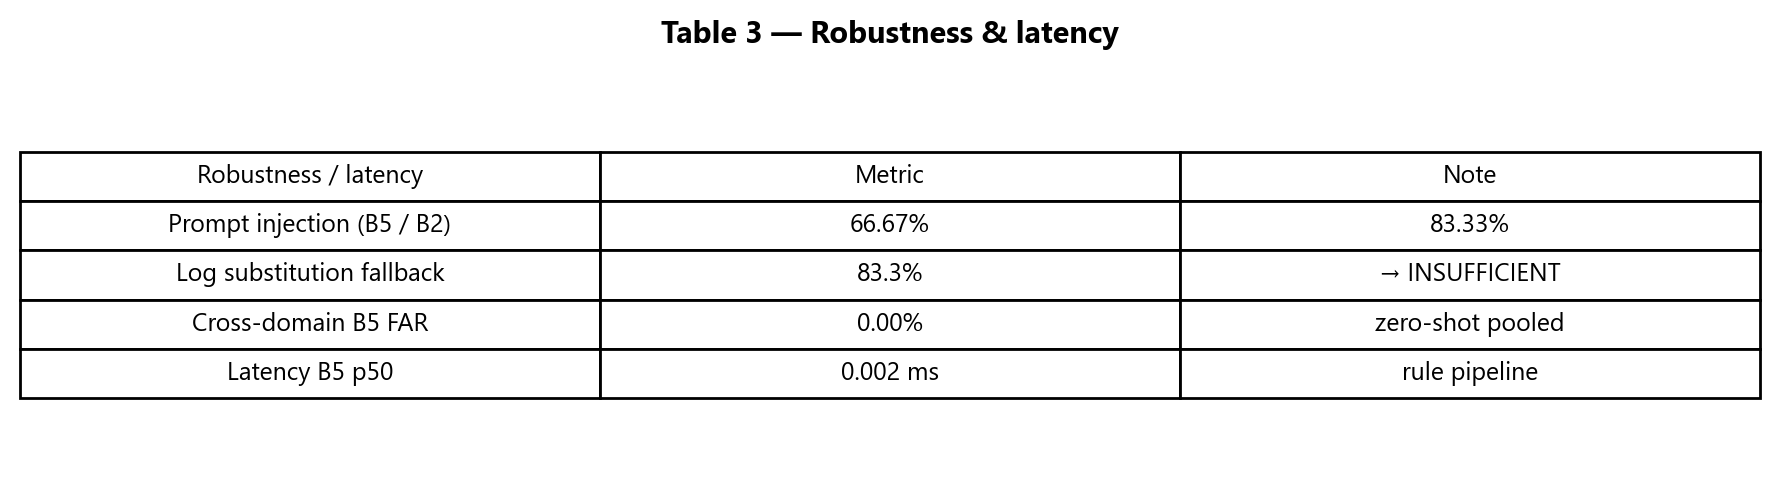 Table 3 — Robustness & latency
Robustness / latency Metric Note
Prompt injection (B5 / B2) 66.67% 83.33%
Log substitution fallback 83.3% → INSUFFICIENT
Cross-domain B5 FAR 0.00% zero-shot pooled
Latency B5 p50 0.002 ms rule pipeline